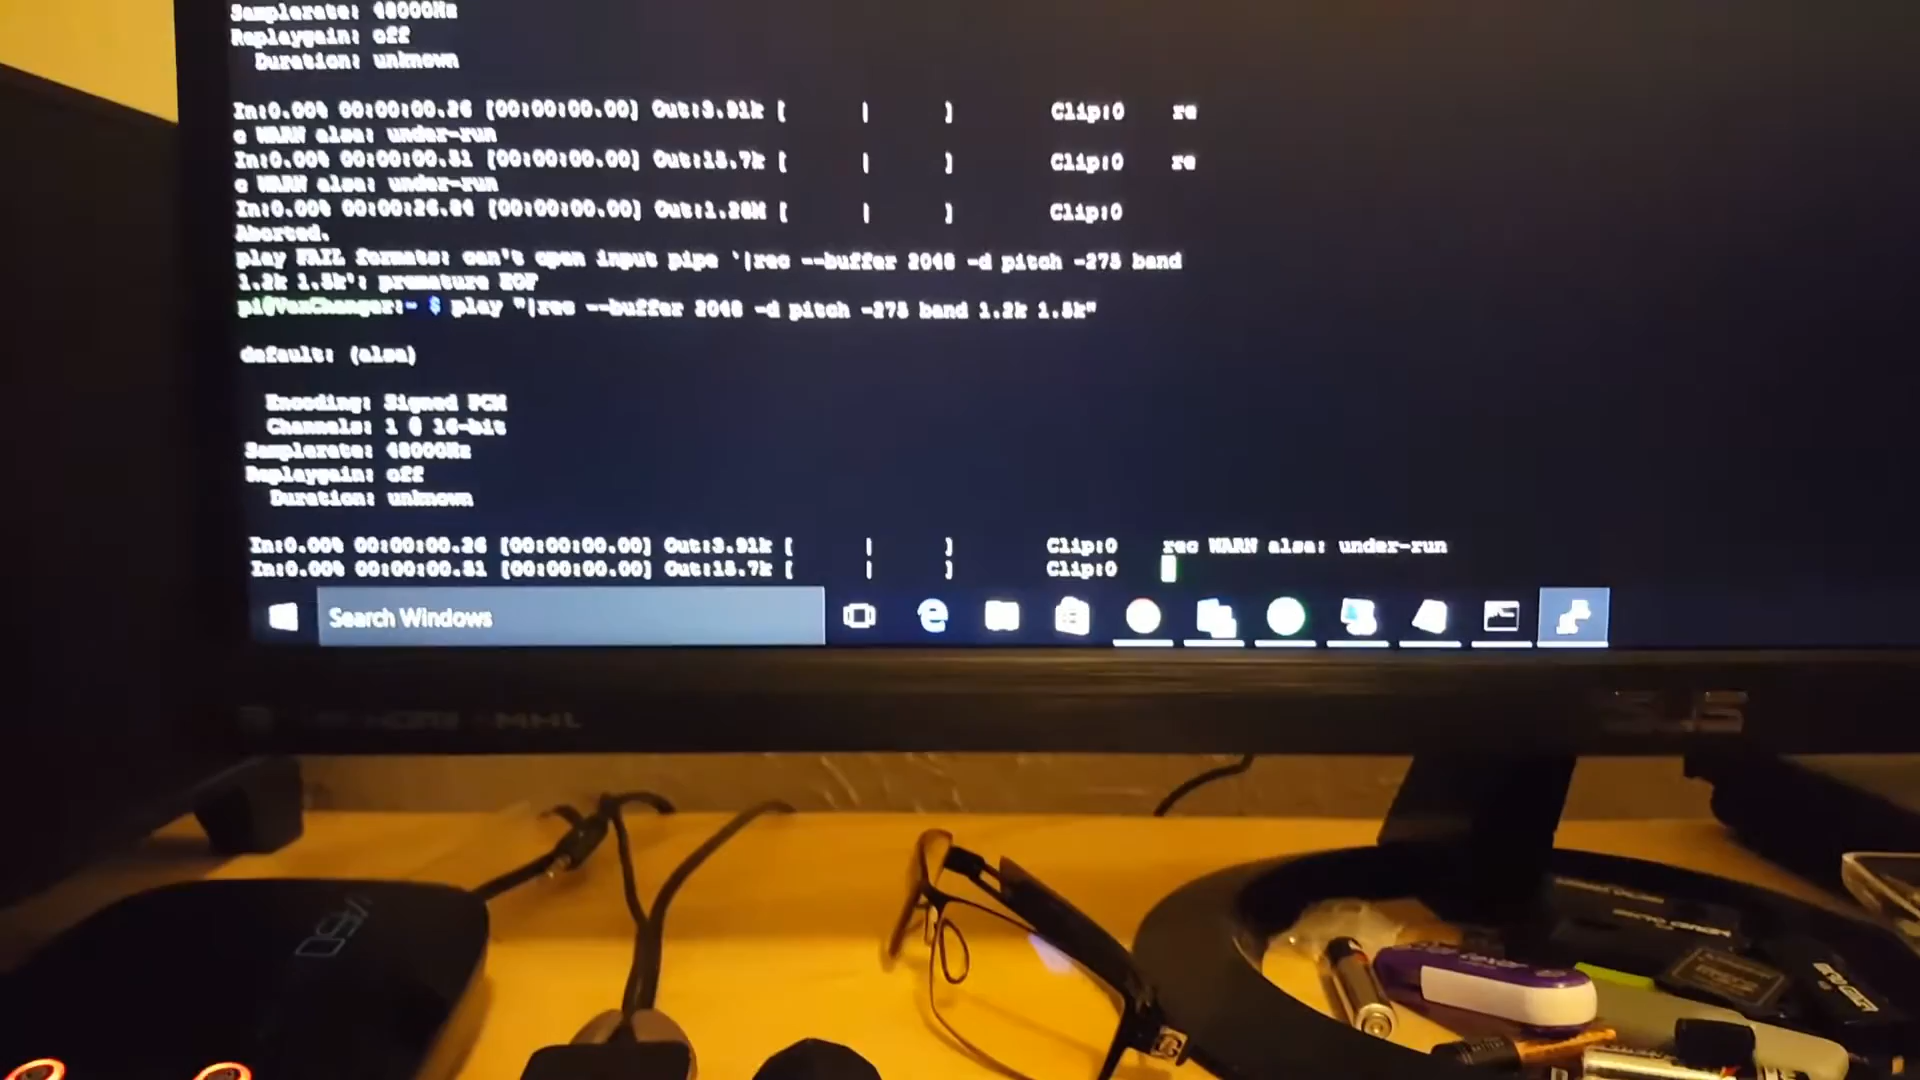 Samplerate: 48000Hz
Replaygain: off
Duration: unknown
In:0.00% 00:00:00.26 [00:00:00.00] Out:3.91k [ | ] Clip:0 re
c WARN alsa: under-run
In:0.00% 00:00:00.51 [00:00:00.00] Out:15.7k [ | ] Clip:0 re
c WARN alsa: under-run
In:0.00% 00:00:26.84 [00:00:00.00] Out:1.28M [ | ] Clip:0
Aborted.
play FAIL formats: can't open input pipe `|rec --buffer 2048 -d pitch -275 band
1.2k 1.5k': premature EOF
pi@VoxChanger:~ $ play "|rec --buffer 2048 -d pitch -275 band 1.2k 1.5k"
default: (alsa)
Encoding: Signed PCM
Channels: 1 @ 16-bit
Samplerate: 48000Hz
Replaygain: off
Duration: unknown
In:0.00% 00:00:00.26 [00:00:00.00] Out:3.91k [ | ] Clip:0 rec WARN alsa: under-run
In:0.00% 00:00:00.51 [00:00:00.00] Out:15.7k [ | ] Clip:0
Search Windows
HDMI MHL
ASUS